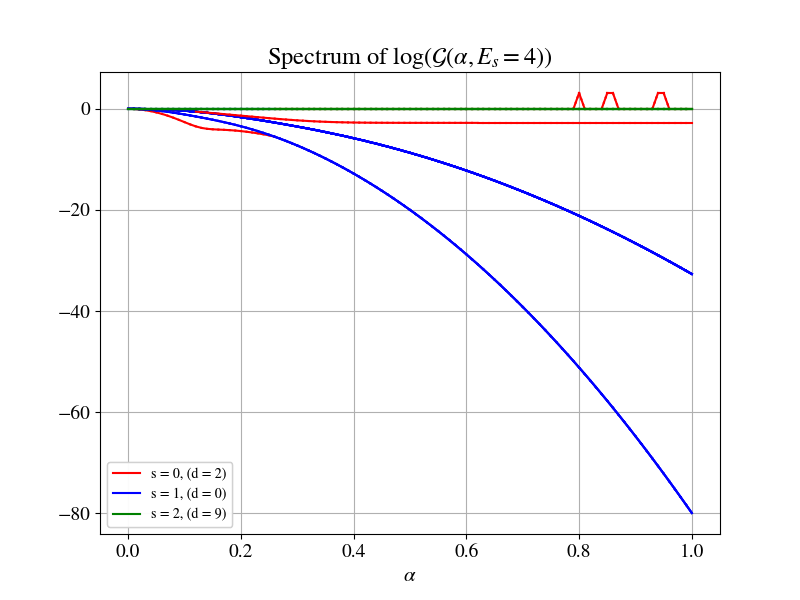 Spectrum of log(𝒢(α, E_s = 4))
0
−20
−40
−60
−80
s = 0, (d = 2)
s = 1, (d = 0)
s = 2, (d = 9)
0.0 0.2 0.4 0.6 0.8 1.0
α